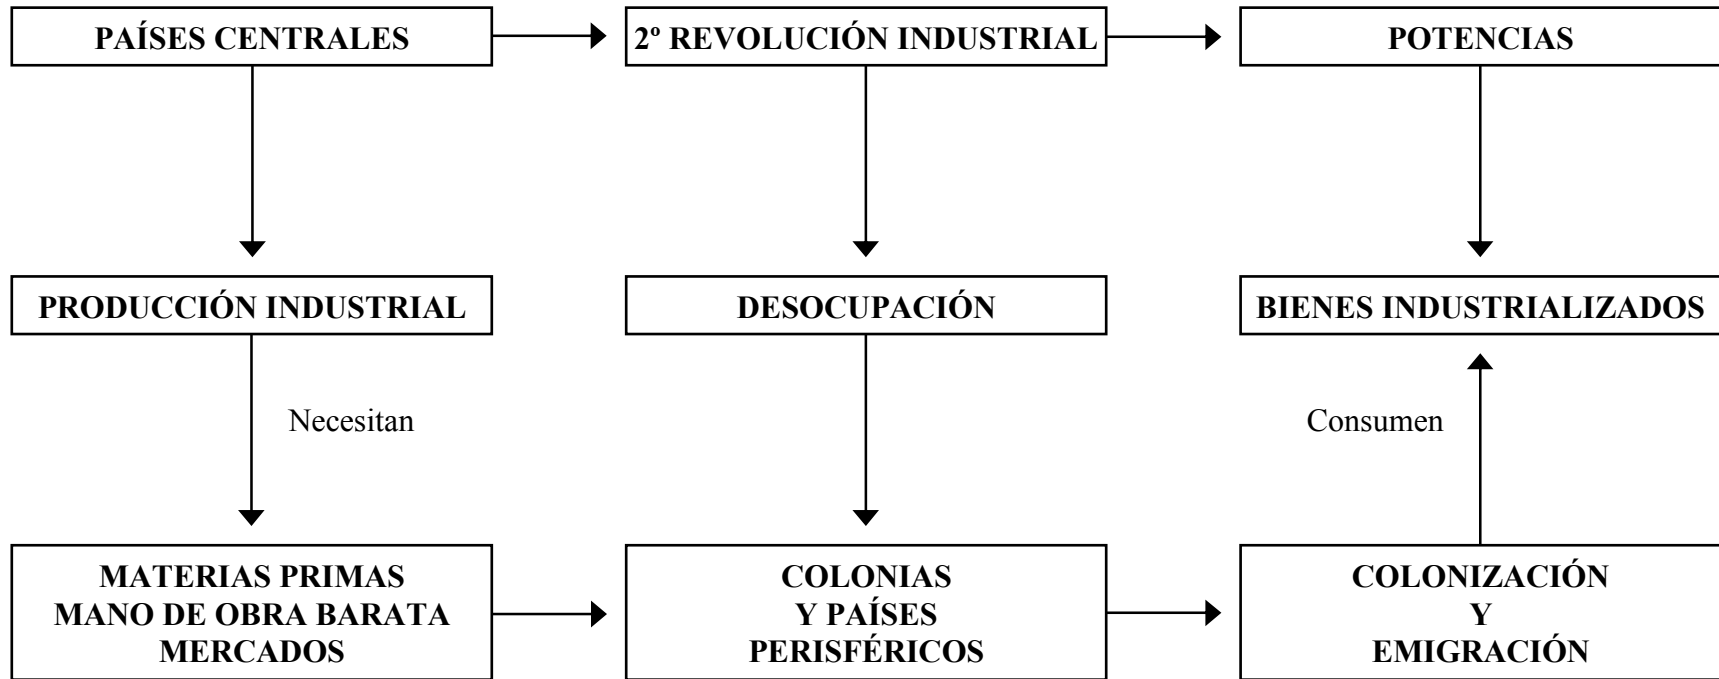 PAÍSES CENTRALES
2º REVOLUCIÓN INDUSTRIAL
POTENCIAS
PRODUCCIÓN INDUSTRIAL
DESOCUPACIÓN
BIENES INDUSTRIALIZADOS
Necesitan
Consumen
MATERIAS PRIMAS
MANO DE OBRA BARATA
MERCADOS
COLONIAS
Y PAÍSES
PERISFÉRICOS
COLONIZACIÓN
Y
EMIGRACIÓN